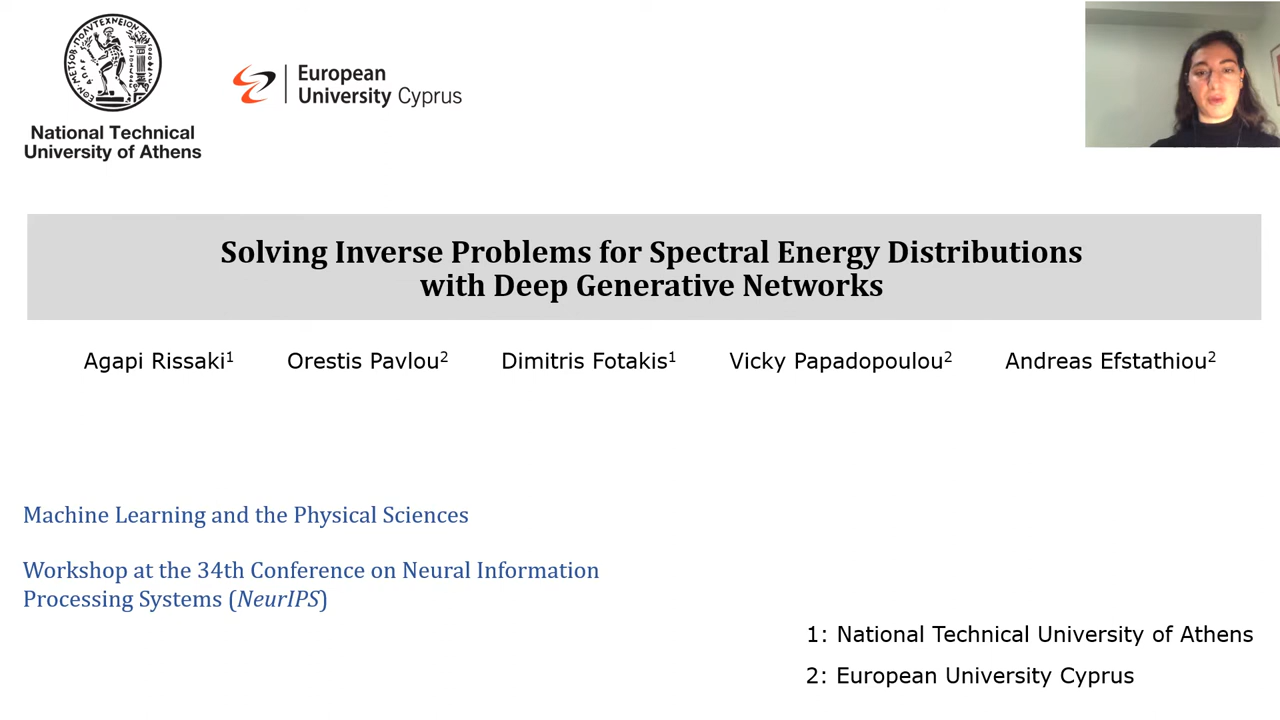 National Technical
University of Athens
European
University Cyprus
Solving Inverse Problems for Spectral Energy Distributions
with Deep Generative Networks
Agapi Rissaki1 Orestis Pavlou2 Dimitris Fotakis1 Vicky Papadopoulou2 Andreas Efstathiou2
Machine Learning and the Physical Sciences
Workshop at the 34th Conference on Neural Information
Processing Systems (NeurIPS)
1: National Technical University of Athens
2: European University Cyprus